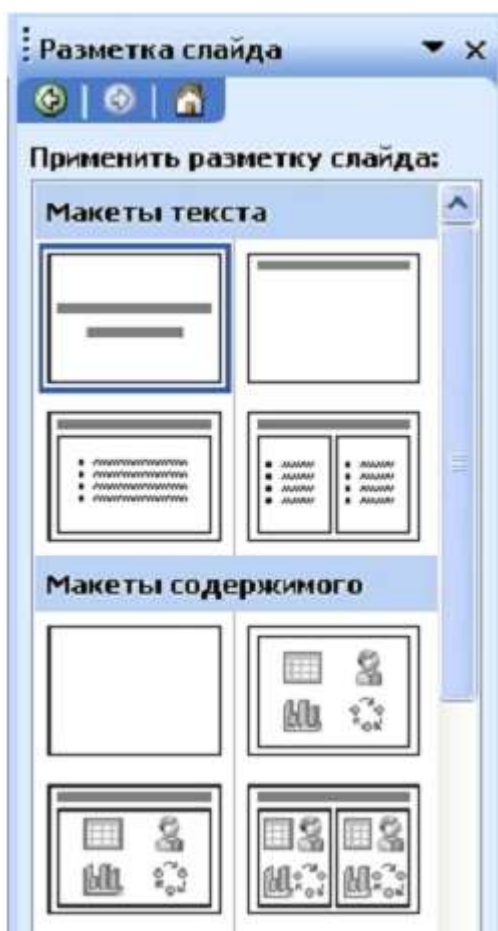 Разметка слайда
Применить разметку слайда:
Макеты текста
Макеты содержимого